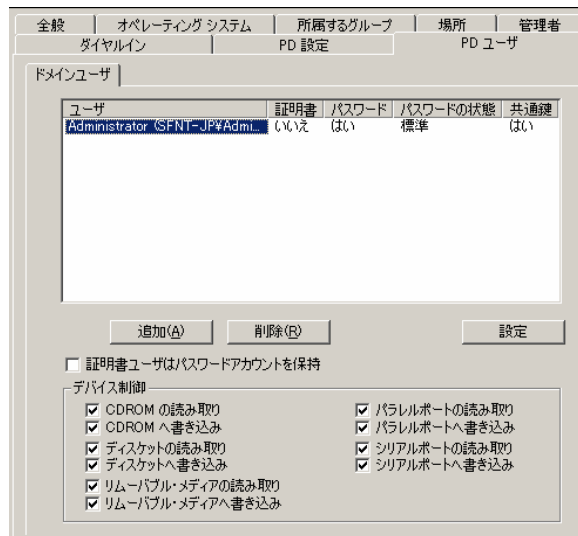 全般
オペレーティング システム
所属するグループ
場所
管理者
ダイヤルイン
PD 設定
PD ユーザ
ドメインユーザ
ユーザ 証明書 パスワード パスワードの状態 共通鍵
Administrator (SFNT-JP¥Admi... いいえ はい 標準 はい
追加(A)
削除(R)
設定
証明書ユーザはパスワードアカウントを保持
デバイス制御
CDROM の読み取り
CDROM へ書き込み
ディスケットの読み取り
ディスケットへ書き込み
リムーバブル・メディアの読み取り
リムーバブル・メディアへ書き込み
パラレルポートの読み取り
パラレルポートへ書き込み
シリアルポートの読み取り
シリアルポートへ書き込み